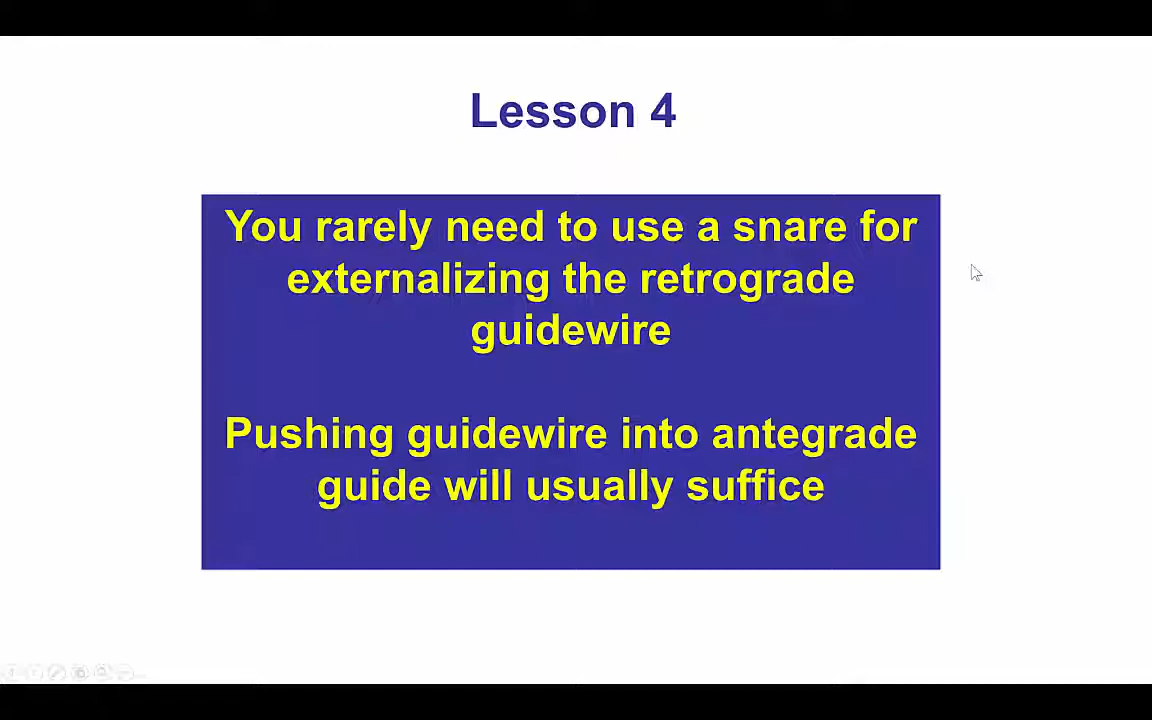 Lesson 4
You rarely need to use a snare for
externalizing the retrograde
guidewire
Pushing guidewire into antegrade
guide will usually suffice